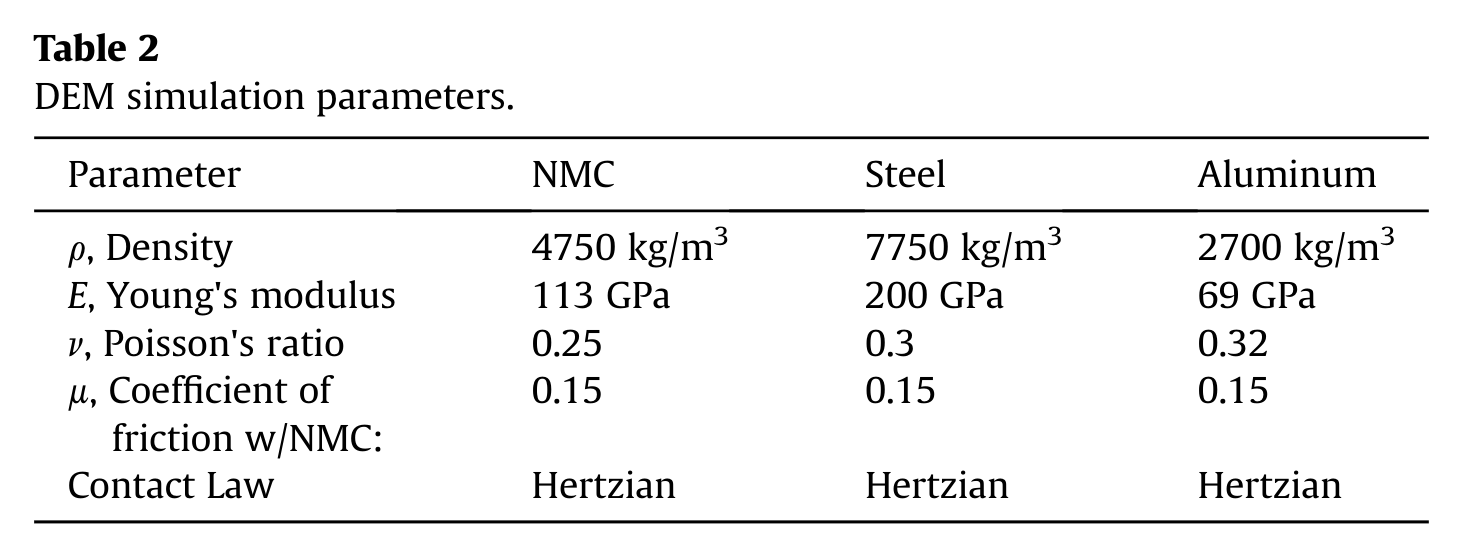 Table 2
DEM simulation parameters.
Parameter NMC Steel Aluminum
ρ, Density 4750 kg/m³ 7750 kg/m³ 2700 kg/m³
E, Young's modulus 113 GPa 200 GPa 69 GPa
ν, Poisson's ratio 0.25 0.3 0.32
μ, Coefficient of 0.15 0.15 0.15
friction w/NMC:
Contact Law Hertzian Hertzian Hertzian